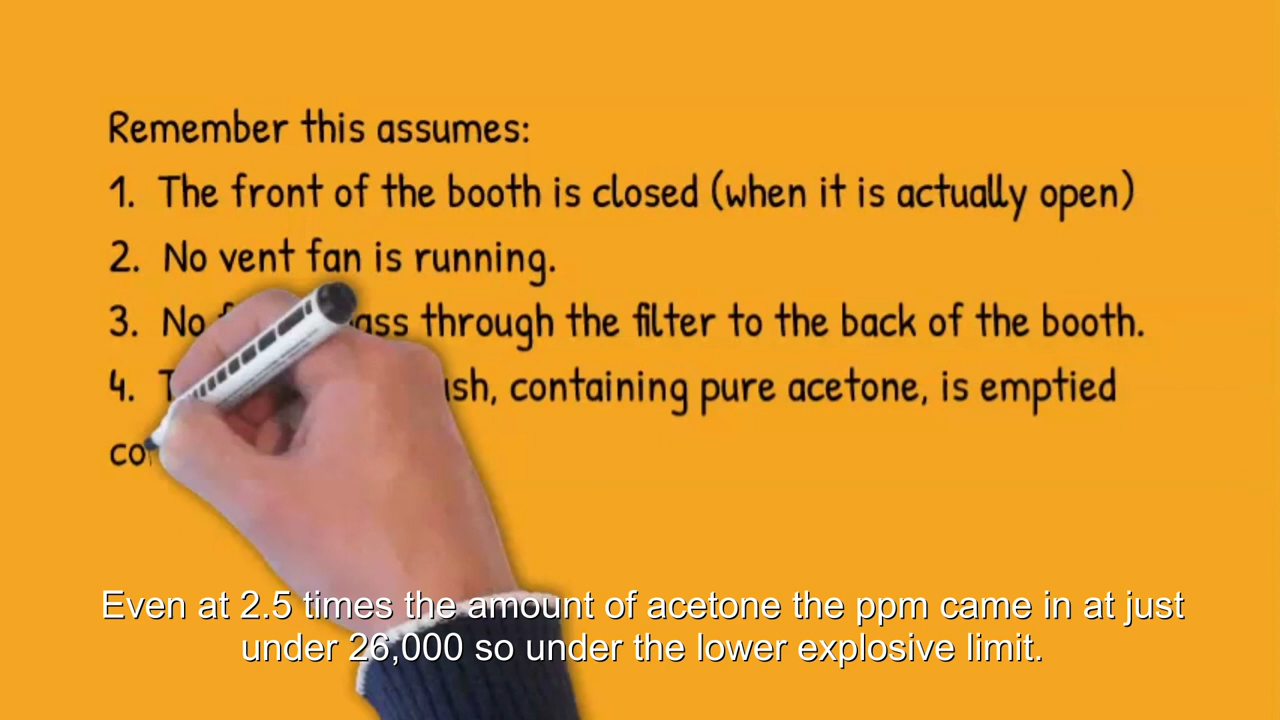 Remember this assumes:
1. The front of the booth is closed (when it is actually open)
2. No vent fan is running.
3. No through the filter to the back of the booth.
4. containing pure acetone, is emptied
Even at 2.5 times the amount of acetone the ppm came in at just
under 26,000 so under the lower explosive limit.